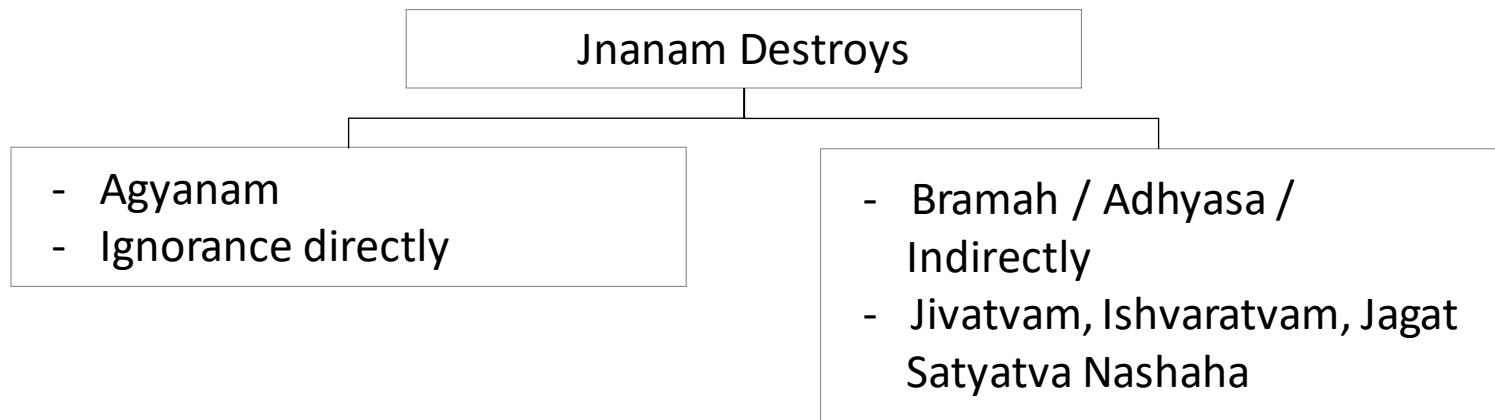 Jnanam Destroys
- Agyanam
- Ignorance directly
- Bramah / Adhyasa /
Indirectly
- Jivatvam, Ishvaratvam, Jagat
Satyatva Nashaha